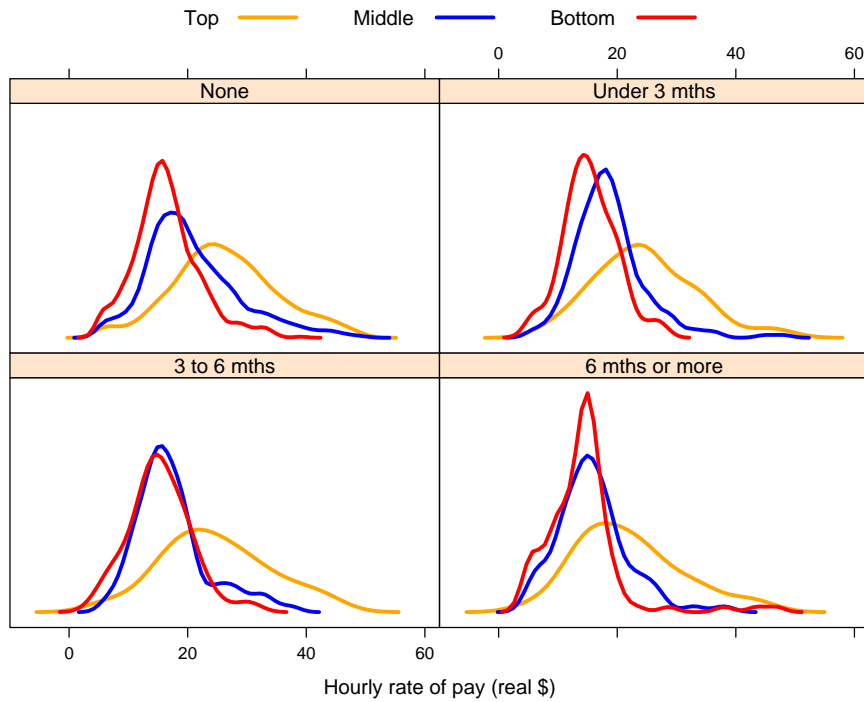 Top Middle Bottom
0 20 40 60
None Under 3 mths
3 to 6 mths 6 mths or more
0 20 40 60
Hourly rate of pay (real $)